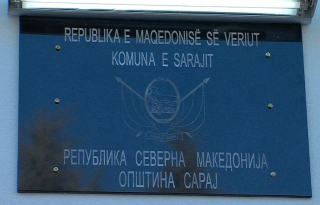 REPUBLIKA E MAQEDONISË SË VERIUT
KOMUNA E SARAJIT
РЕПУБЛИКА СЕВЕРНА МАКЕДОНИЈА
ОПШТИНА САРАЈ